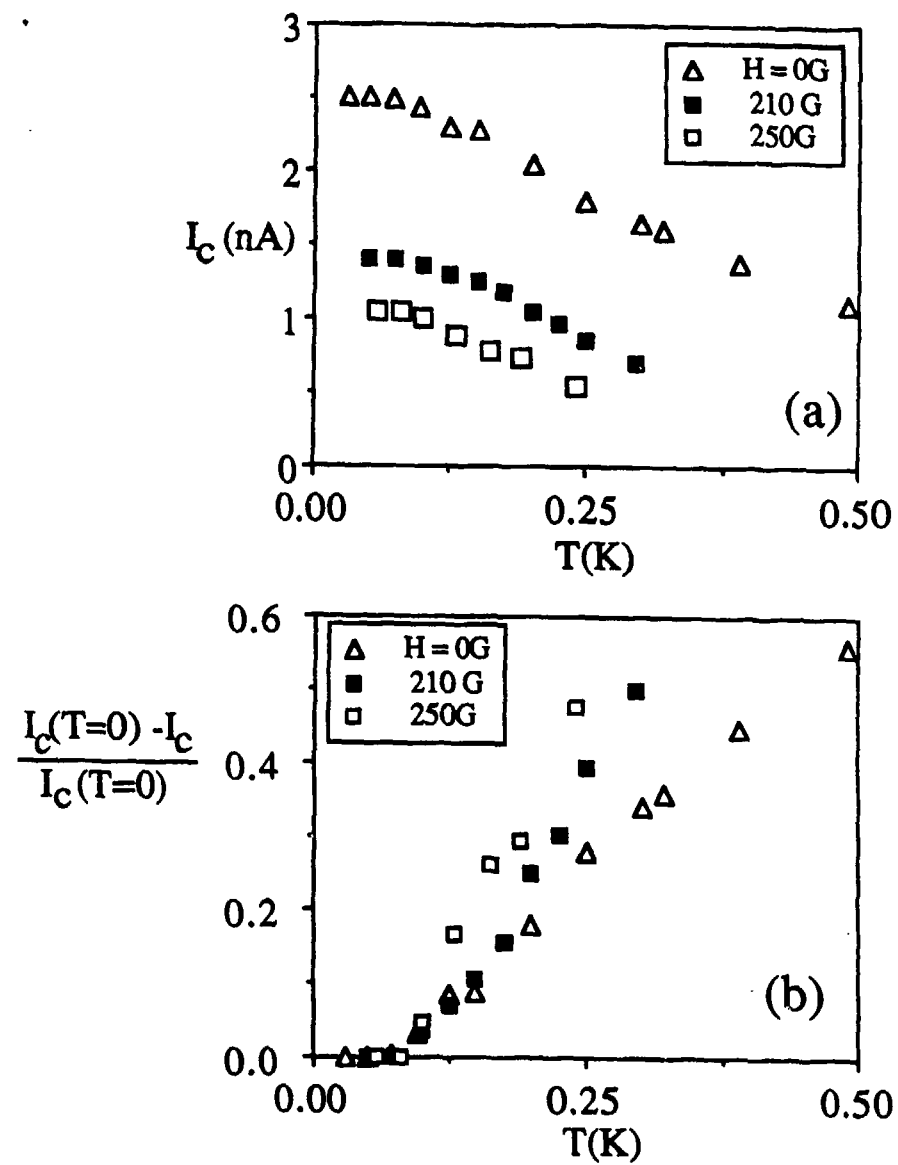 3
2
1
0
I_c (nA)
△ H = 0G
■ 210 G
□ 250G
(a)
0.00 0.25 0.50
T(K)
0.6
0.4
0.2
0.0
I_c(T=0) -I_c
I_c (T=0)
△ H = 0G
■ 210 G
□ 250G
(b)
0.00 0.25 0.50
T(K)